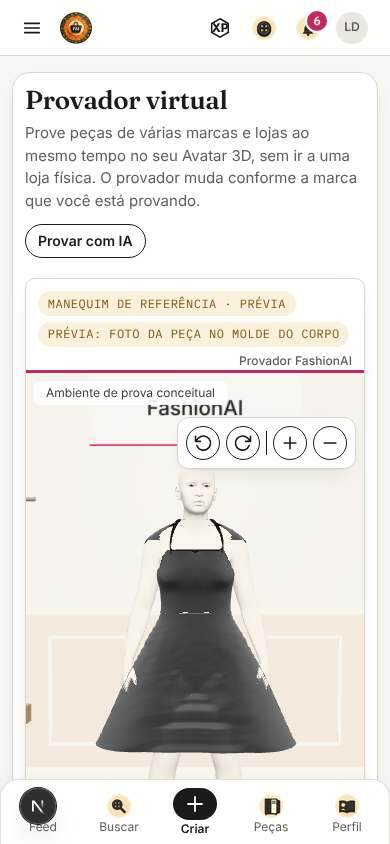 XP
6
LD
Provador virtual
Prove peças de várias marcas e lojas ao
mesmo tempo no seu Avatar 3D, sem ir a uma
loja física. O provador muda conforme a marca
que você está provando.
Provar com IA
MANEQUIM DE REFERÊNCIA · PRÉVIA
PRÉVIA: FOTO DA PEÇA NO MOLDE DO CORPO
Provador FashionAI
Ambiente de prova conceitual
FashionAI
N
Feed
Buscar
Criar
Peças
Perfil